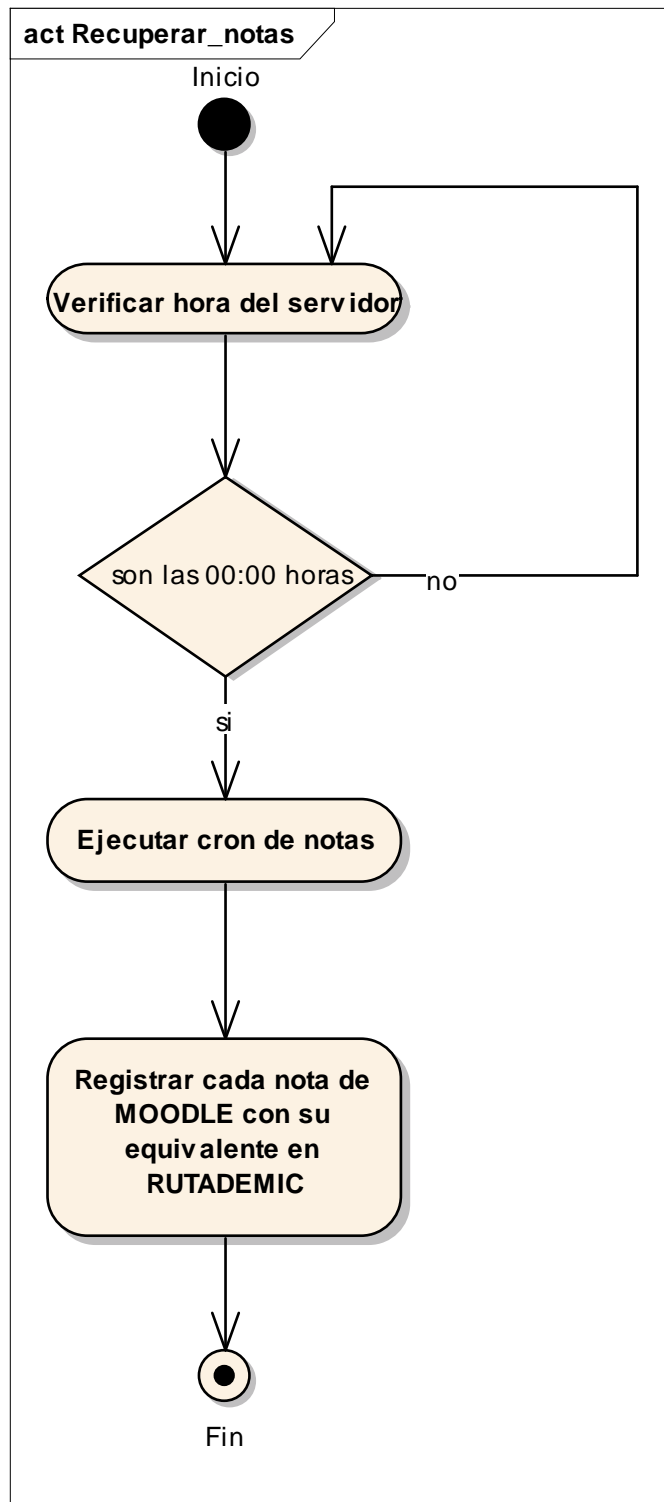 act Recuperar_notas
Inicio
Verificar hora del servidor
son las 00:00 horas
no
si
Ejecutar cron de notas
Registrar cada nota de
MOODLE con su
equivalente en
RUTADEMIC
Fin